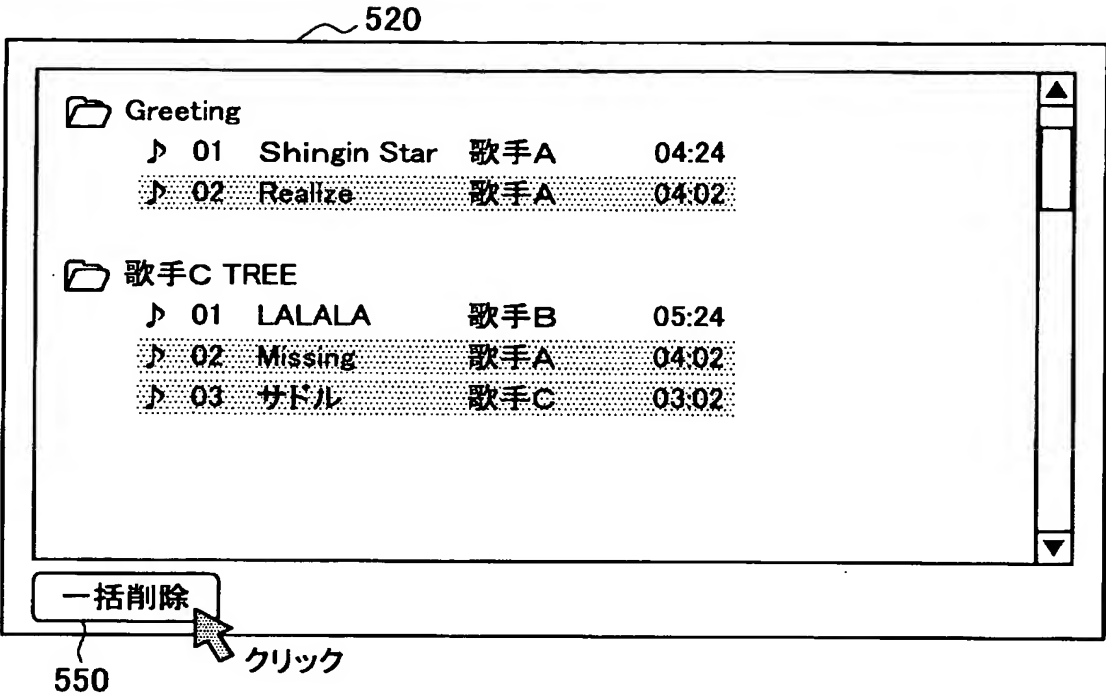 520
Greeting
♪ 01 Shingin Star 歌手A 04:24
♪ 02 Realize 歌手A 04:02
歌手C TREE
♪ 01 LALALA 歌手B 05:24
♪ 02 Missing 歌手A 04:02
♪ 03 サドル 歌手C 03:02
一括削除
クリック
550